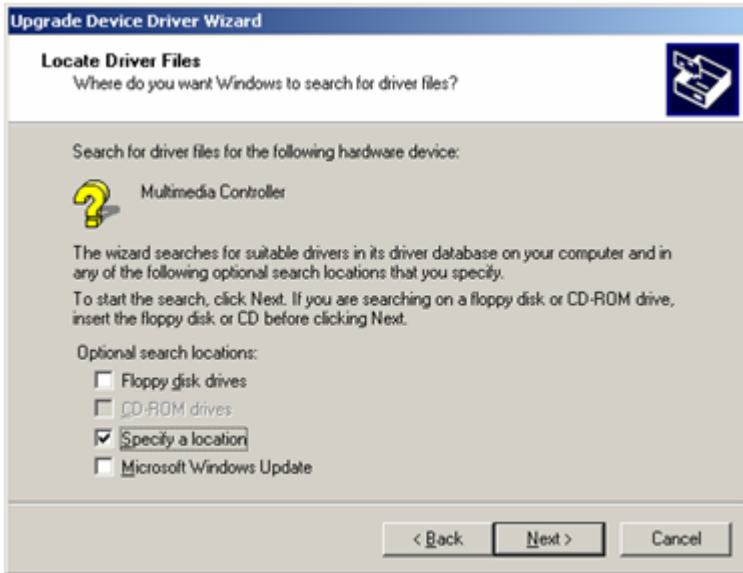 Upgrade Device Driver Wizard
Locate Driver Files
Where do you want Windows to search for driver files?
Search for driver files for the following hardware device:
Multimedia Controller
The wizard searches for suitable drivers in its driver database on your computer and in
any of the following optional search locations that you specify.
To start the search, click Next. If you are searching on a floppy disk or CD-ROM drive,
insert the floppy disk or CD before clicking Next.
Optional search locations:
Floppy disk drives
CD-ROM drives
Specify a location
Microsoft Windows Update
< Back Next > Cancel